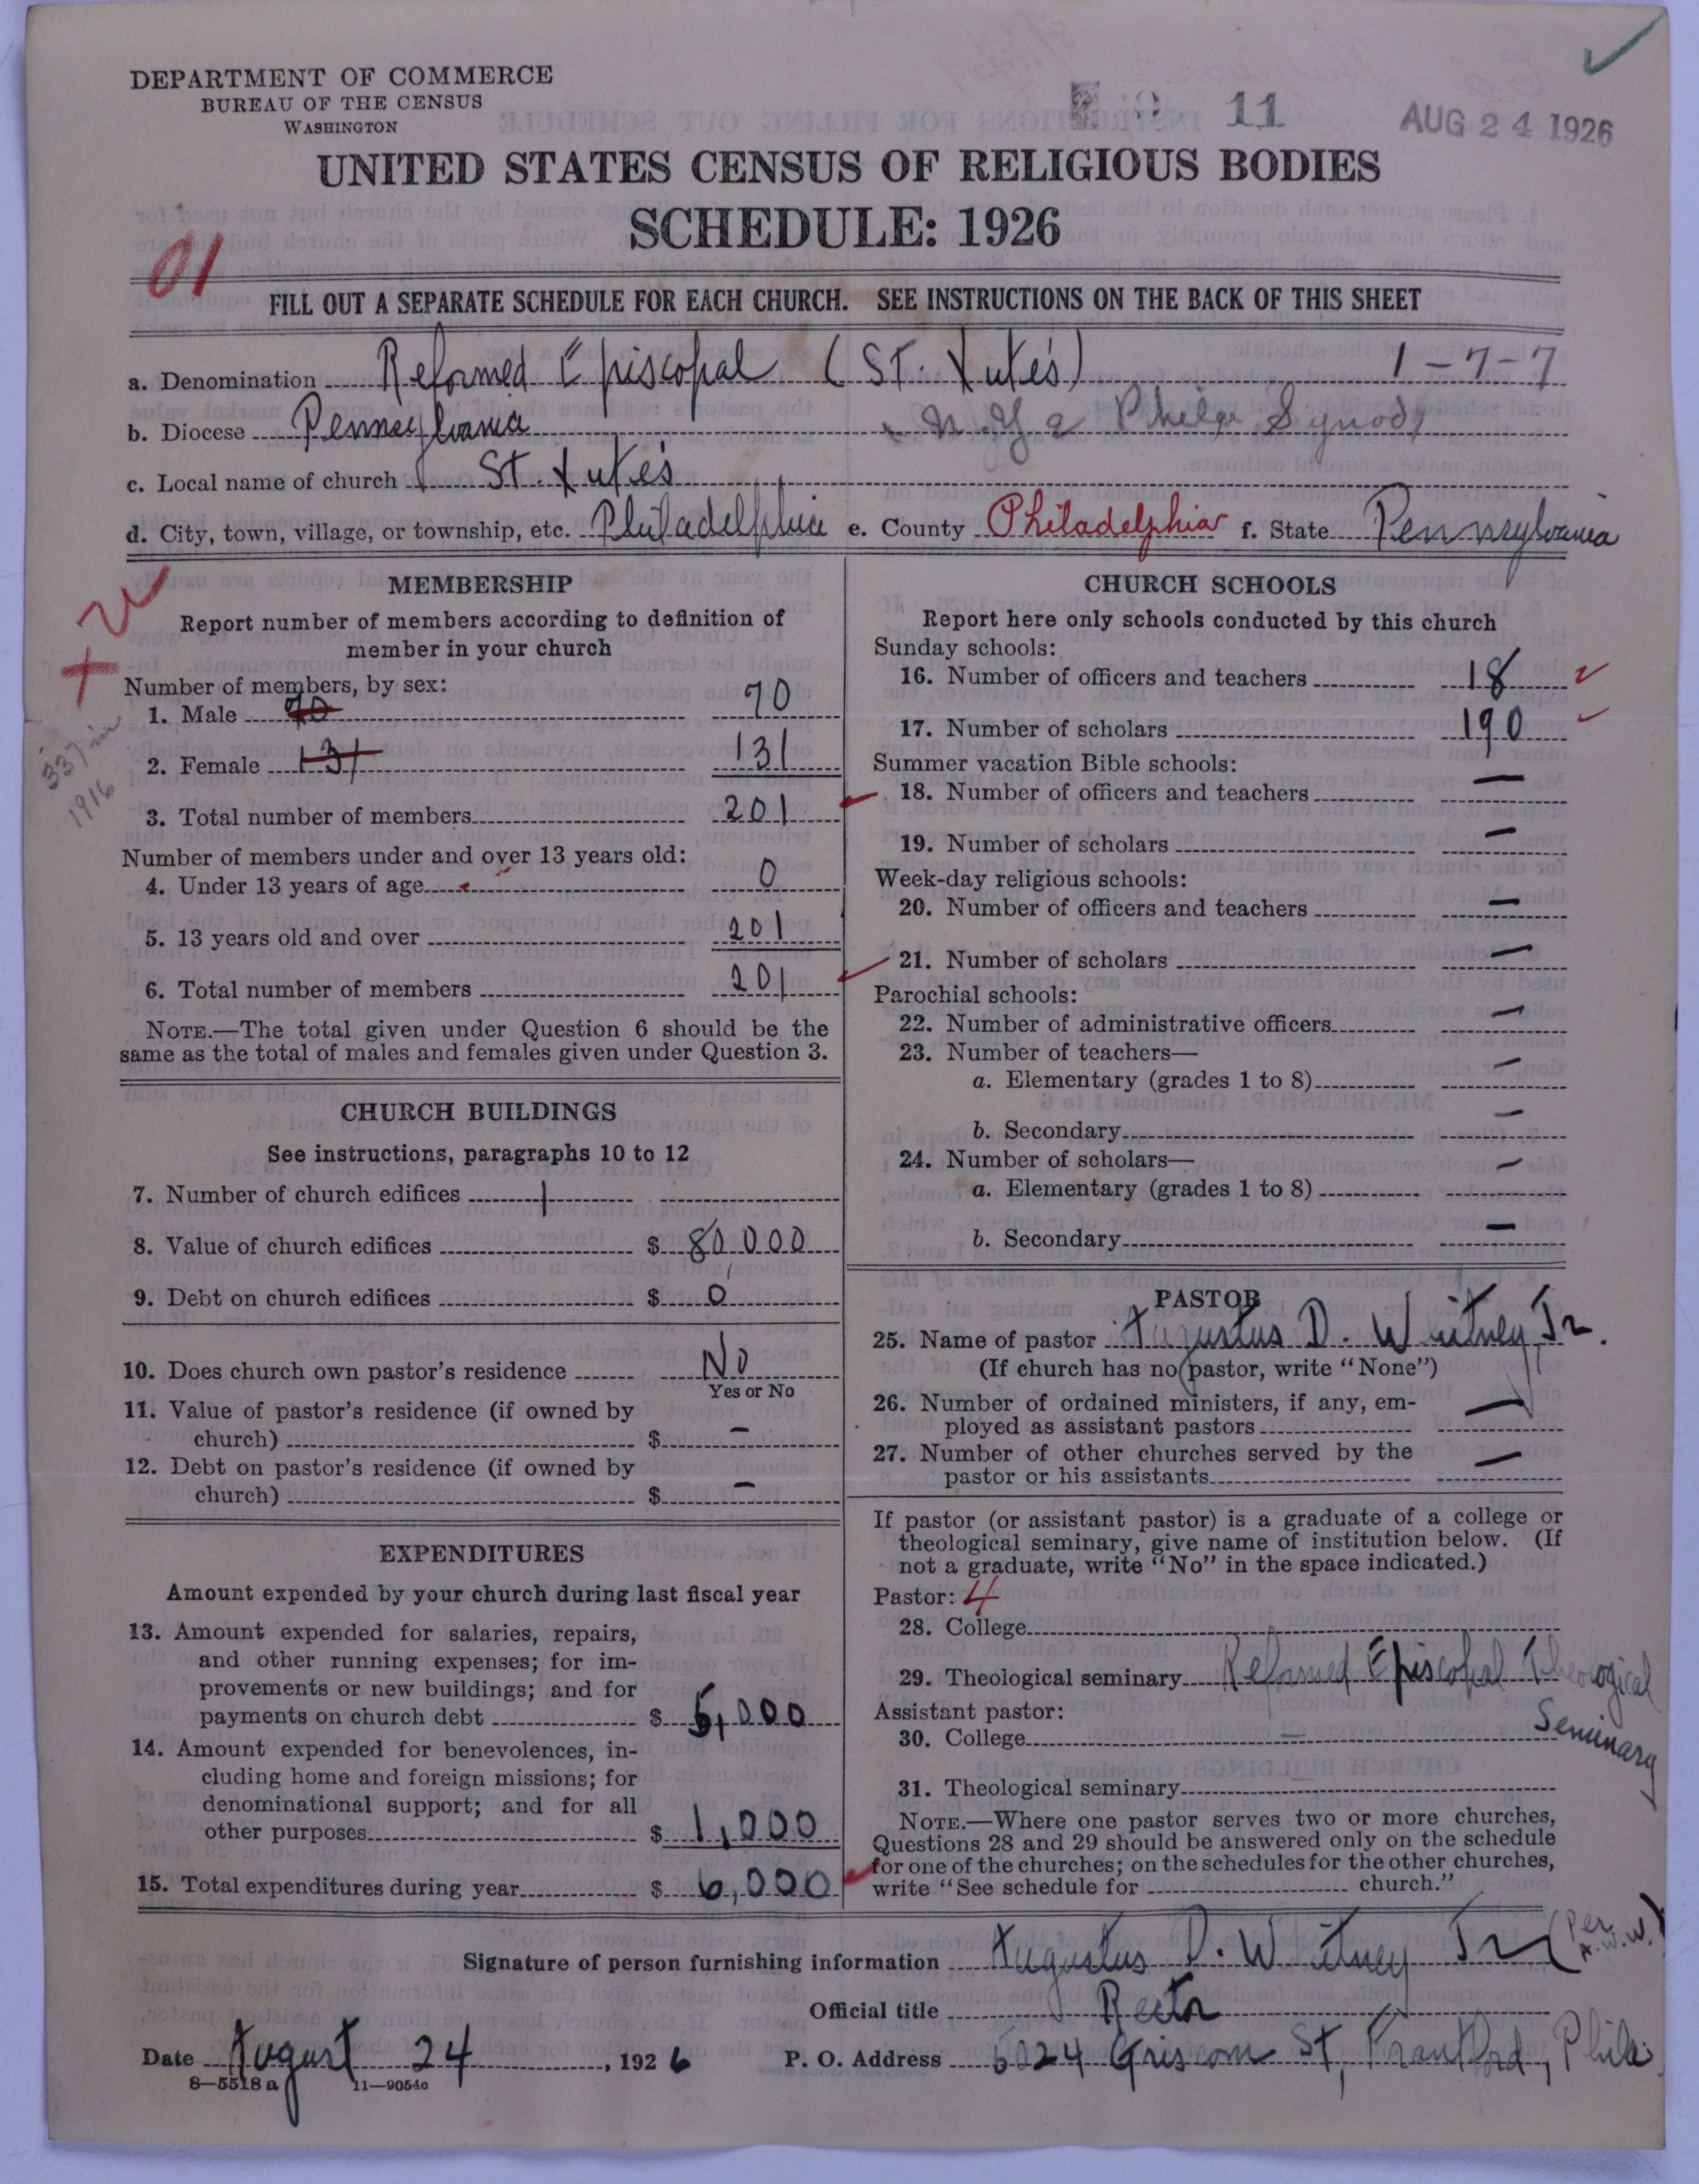 DEPARTMENT OF COMMERCE
BUREAU OF THE CENSUS
WASHINGTON
11
AUG 24 1926
UNITED STATES CENSUS OF RELIGIOUS BODIES
SCHEDULE: 1926
01
FILL OUT A SEPARATE SCHEDULE FOR EACH CHURCH. SEE INSTRUCTIONS ON THE BACK OF THIS SHEET
a. Denomination Reformed Episcopal (St. Luke's) 1-7-7
b. Diocese Pennsylvania N.Y & Phila Synod
c. Local name of church St. Luke's
d. City, town, village, or township, etc. Philadelphia e. County Philadelphia f. State Pennsylvania
MEMBERSHIP
Report number of members according to definition of
member in your church
Number of members, by sex:
1. Male 70 70
2. Female 131 131
337 in
1916
3. Total number of members 201
Number of members under and over 13 years old:
4. Under 13 years of age 0
5. 13 years old and over 201
6. Total number of members 201
NOTE.—The total given under Question 6 should be the
same as the total of males and females given under Question 3.
CHURCH BUILDINGS
See instructions, paragraphs 10 to 12
7. Number of church edifices 1
8. Value of church edifices $ 80,000
9. Debt on church edifices $ 0
10. Does church own pastor's residence No
Yes or No
11. Value of pastor's residence (if owned by
church) $ –
12. Debt on pastor's residence (if owned by
church) $ –
EXPENDITURES
Amount expended by your church during last fiscal year
13. Amount expended for salaries, repairs,
and other running expenses; for im-
provements or new buildings; and for
payments on church debt $ 5,000
14. Amount expended for benevolences, in-
cluding home and foreign missions; for
denominational support; and for all
other purposes $ 1,000
15. Total expenditures during year $ 6,000
CHURCH SCHOOLS
Report here only schools conducted by this church
Sunday schools:
16. Number of officers and teachers 18
17. Number of scholars 190
Summer vacation Bible schools:
18. Number of officers and teachers –
19. Number of scholars –
Week-day religious schools:
20. Number of officers and teachers –
21. Number of scholars –
Parochial schools:
22. Number of administrative officers –
23. Number of teachers—
a. Elementary (grades 1 to 8) –
b. Secondary –
24. Number of scholars—
a. Elementary (grades 1 to 8) –
b. Secondary –
PASTOR
25. Name of pastor Augustus D. Whitney Jr.
(If church has no pastor, write "None")
26. Number of ordained ministers, if any, em-
ployed as assistant pastors –
27. Number of other churches served by the
pastor or his assistants –
If pastor (or assistant pastor) is a graduate of a college or
theological seminary, give name of institution below. (If
not a graduate, write "No" in the space indicated.)
Pastor: 4
28. College
29. Theological seminary Reformed Episcopal Theological
Seminary
Assistant pastor:
30. College –
31. Theological seminary
NOTE.—Where one pastor serves two or more churches,
Questions 28 and 29 should be answered only on the schedule
for one of the churches; on the schedules for the other churches,
write "See schedule for church."
Signature of person furnishing information Augustus D. Whitney Jr (Per A.W.W.)
Official title Rector
Date August 24, 1926 P. O. Address 5024 Griscom St, Frankford, Phila.
8—5518 a 11—9054o